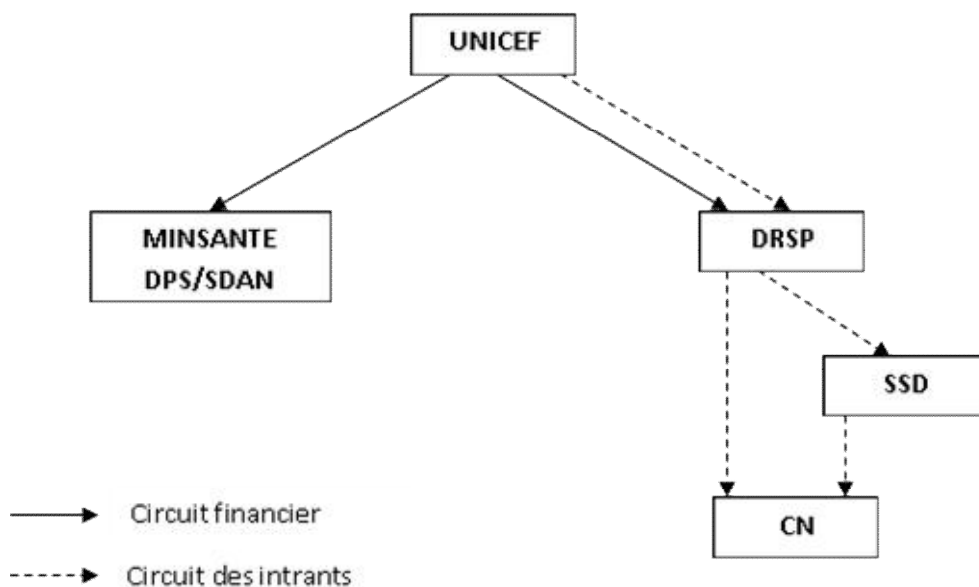 UNICEF
MINSANTE
DPS/SDAN
DRSP
SSD
CN
Circuit financier
Circuit des intrants